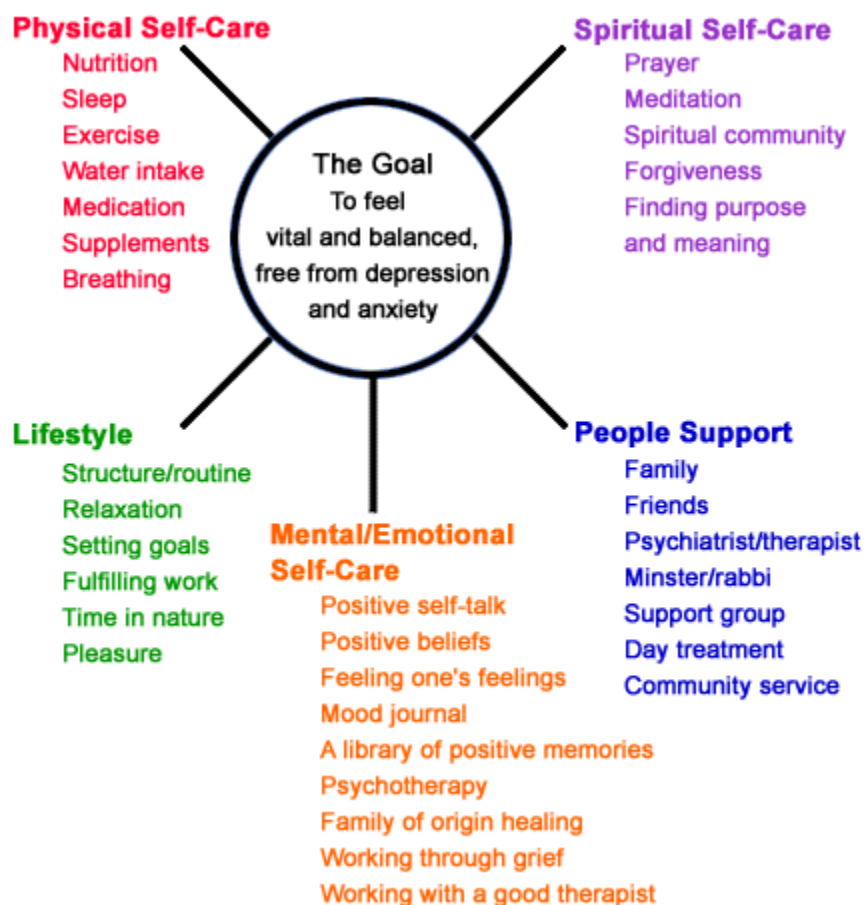 Physical Self-Care
Nutrition
Sleep
Exercise
Water intake
Medication
Supplements
Breathing
Spiritual Self-Care
Prayer
Meditation
Spiritual community
Forgiveness
Finding purpose
and meaning
The Goal
To feel
vital and balanced,
free from depression
and anxiety
Lifestyle
Structure/routine
Relaxation
Setting goals
Fulfilling work
Time in nature
Pleasure
Mental/Emotional
Self-Care
Positive self-talk
Positive beliefs
Feeling one's feelings
Mood journal
A library of positive memories
Psychotherapy
Family of origin healing
Working through grief
Working with a good therapist
People Support
Family
Friends
Psychiatrist/therapist
Minster/rabbi
Support group
Day treatment
Community service